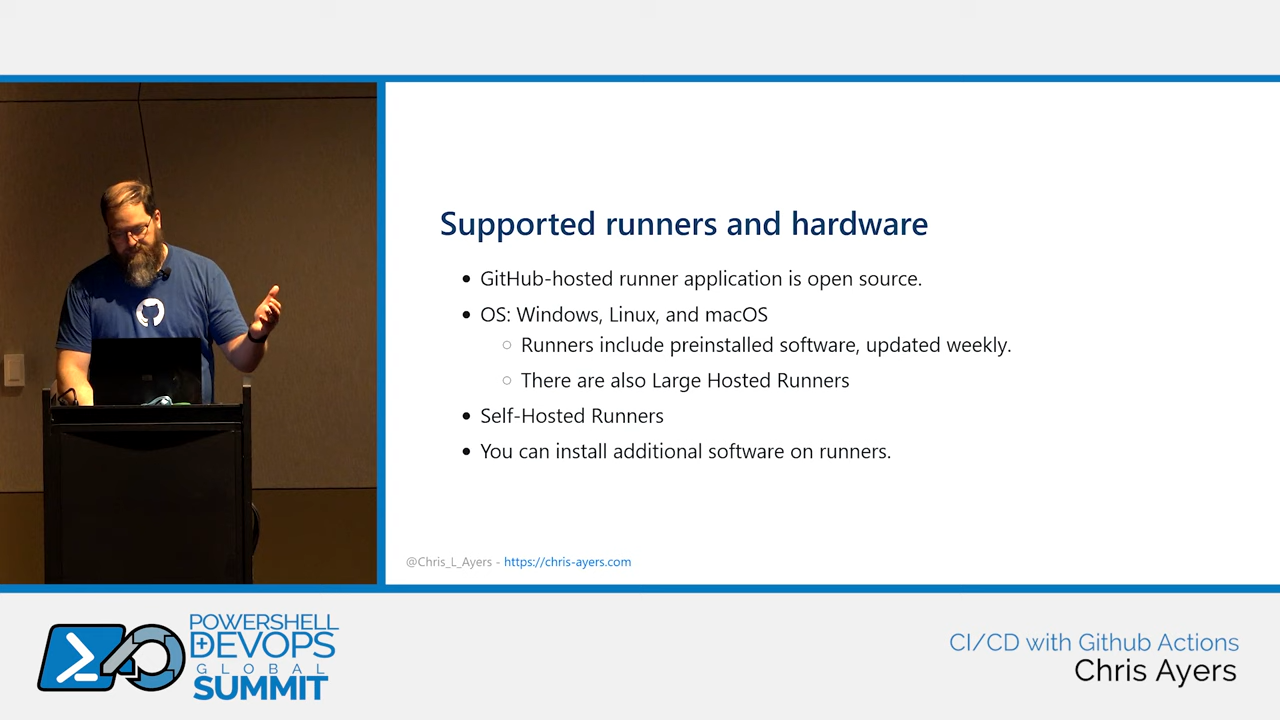 Supported runners and hardware
GitHub-hosted runner application is open source.
OS: Windows, Linux, and macOS
Runners include preinstalled software, updated weekly.
There are also Large Hosted Runners
Self-Hosted Runners
You can install additional software on runners.
@Chris_L_Ayers - https://chris-ayers.com
POWERSHELL
+DEVOPS
GLOBAL
SUMMIT
CI/CD with Github Actions
Chris Ayers